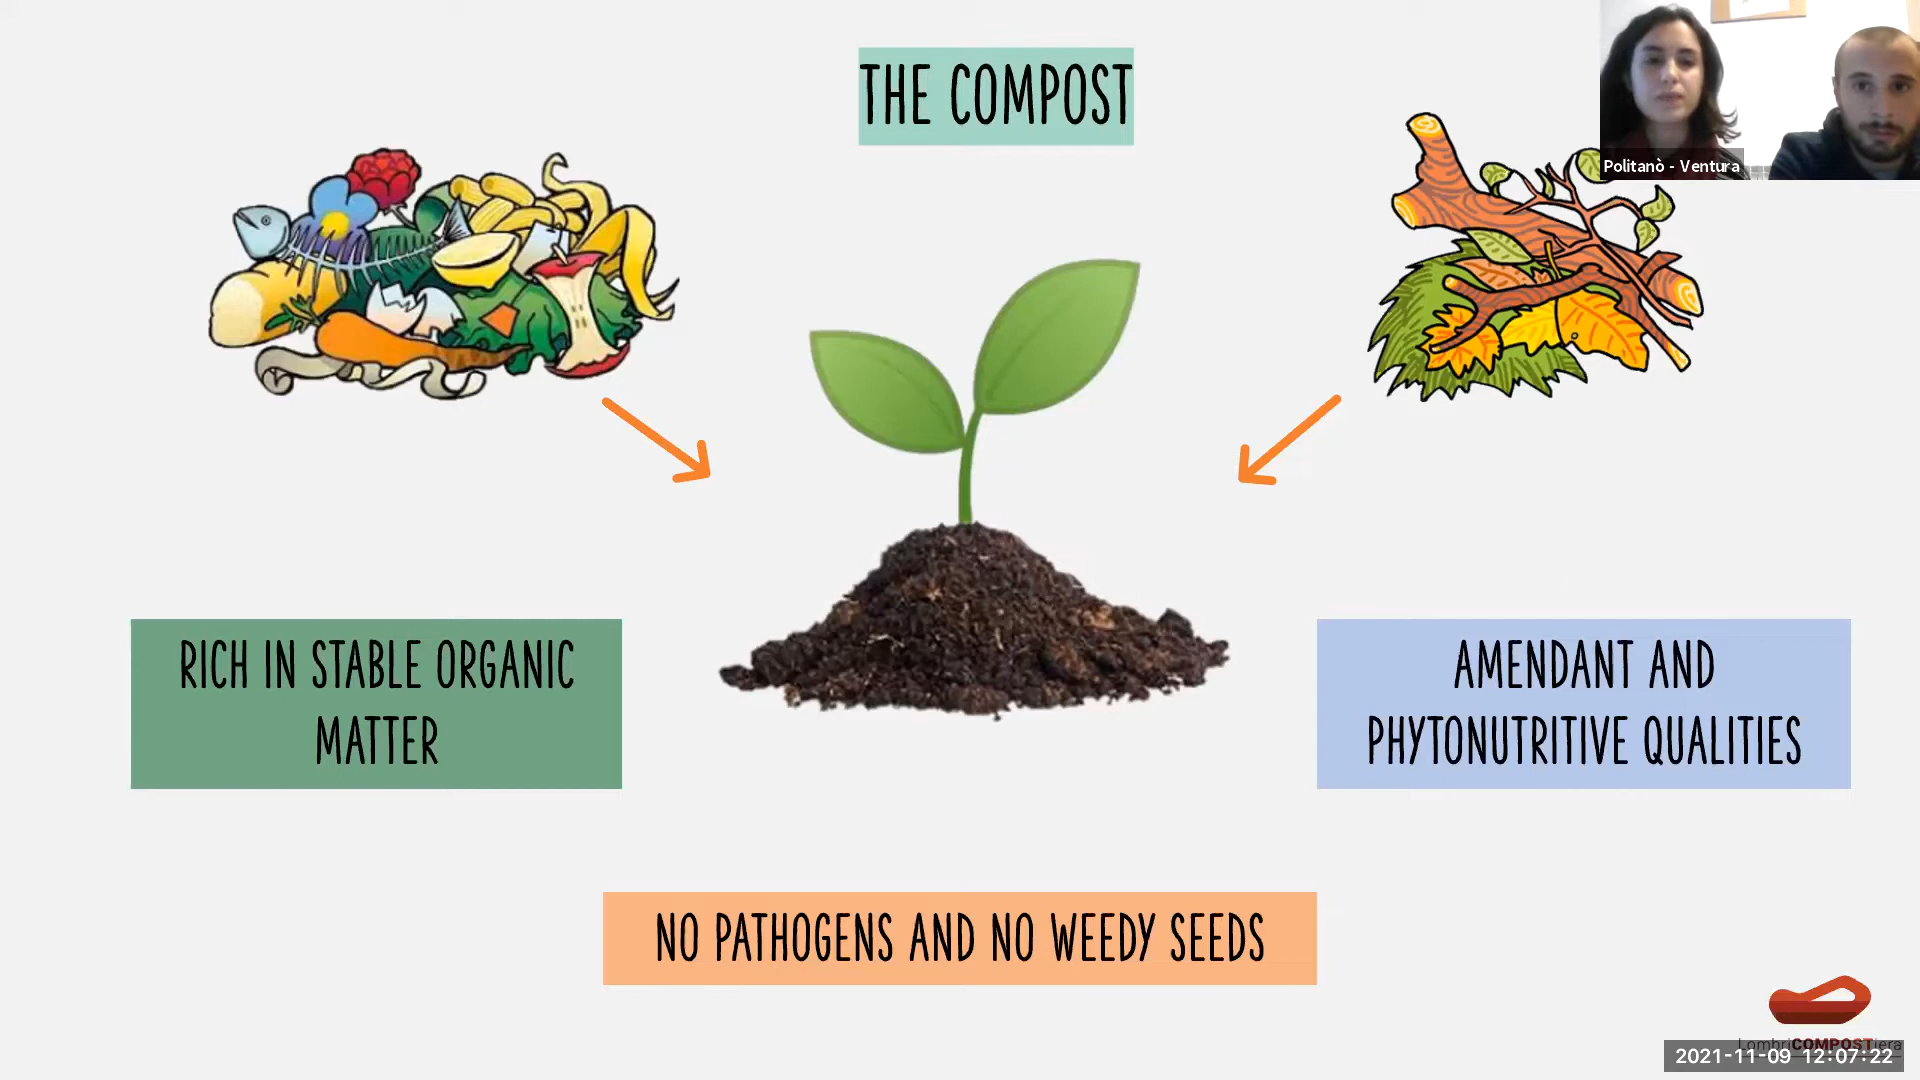 THE COMPOST
Politanò - Ventura
RICH IN STABLE ORGANIC
MATTER
AMENDANT AND
PHYTONUTRITIVE QUALITIES
NO PATHOGENS AND NO WEEDY SEEDS
LombriCOMPOSTiera
2021-11-09 12:07:22